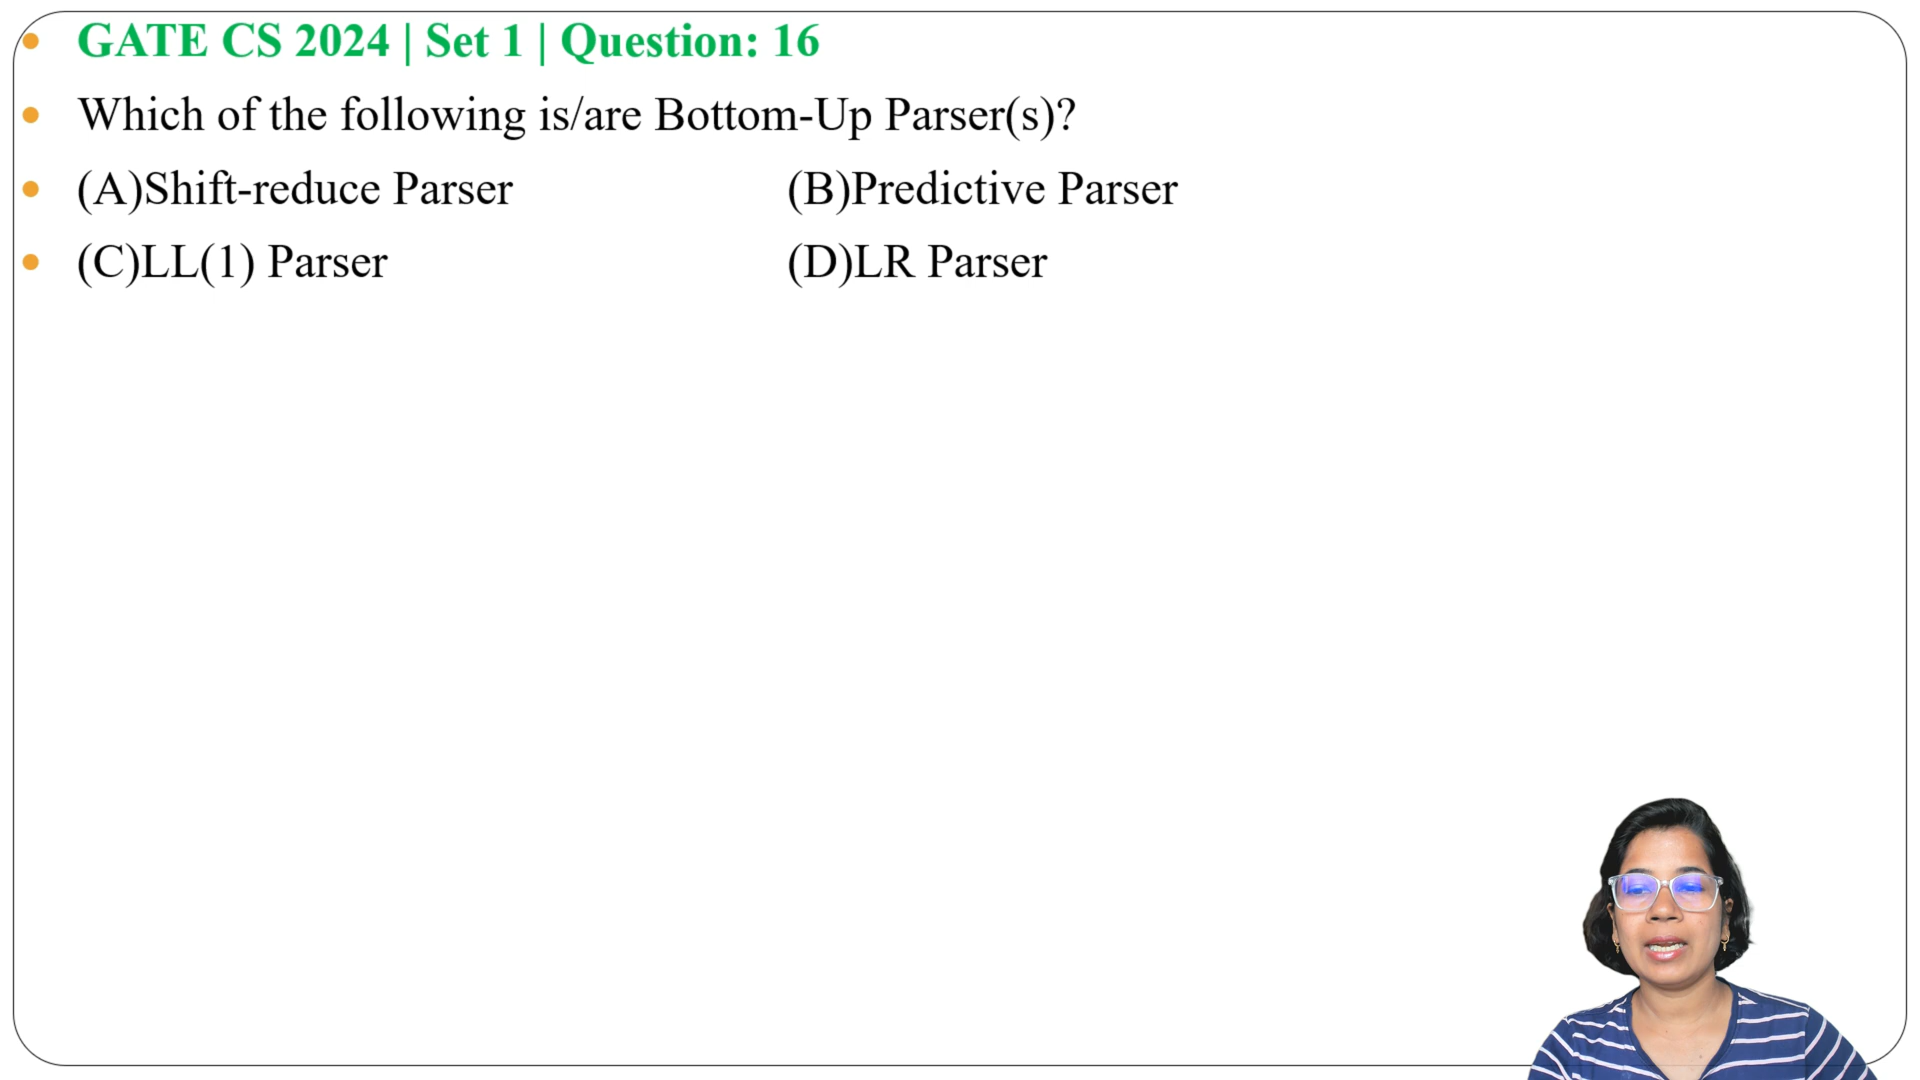 GATE CS 2024 | Set 1 | Question: 16
Which of the following is/are Bottom-Up Parser(s)?
(A)Shift-reduce Parser (B)Predictive Parser
(C)LL(1) Parser (D)LR Parser